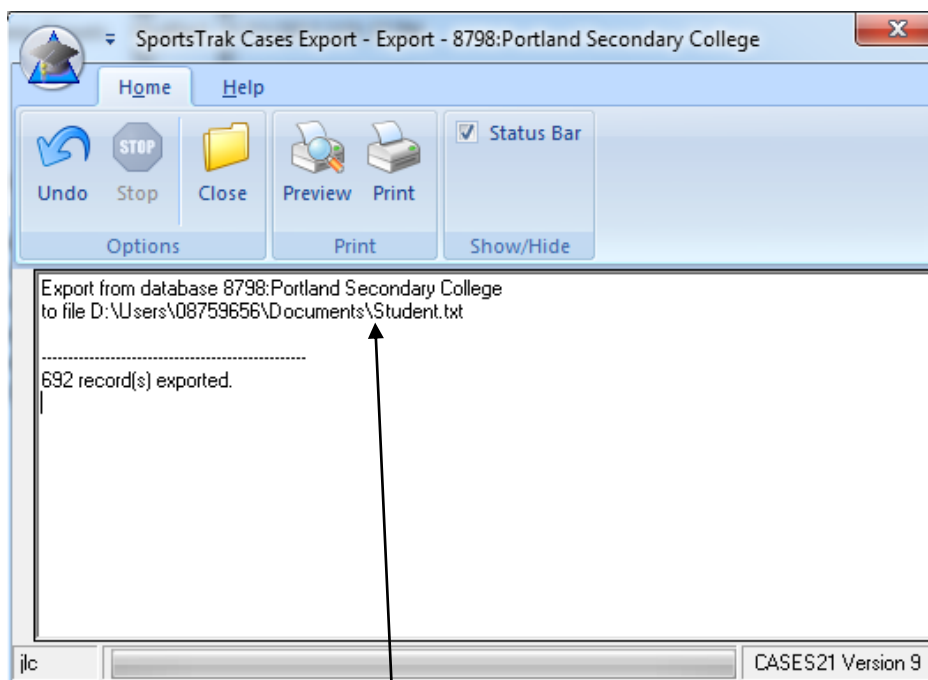 SportsTrak Cases Export - Export - 8798:Portland Secondary College
Home Help
STOP
Undo Stop Close Preview Print Status Bar
Options Print Show/Hide
Export from database 8798:Portland Secondary College
to file D:\Users\08759656\Documents\Student.txt
--------------------------------------------------
692 record(s) exported.
jlc CASES21 Version 9